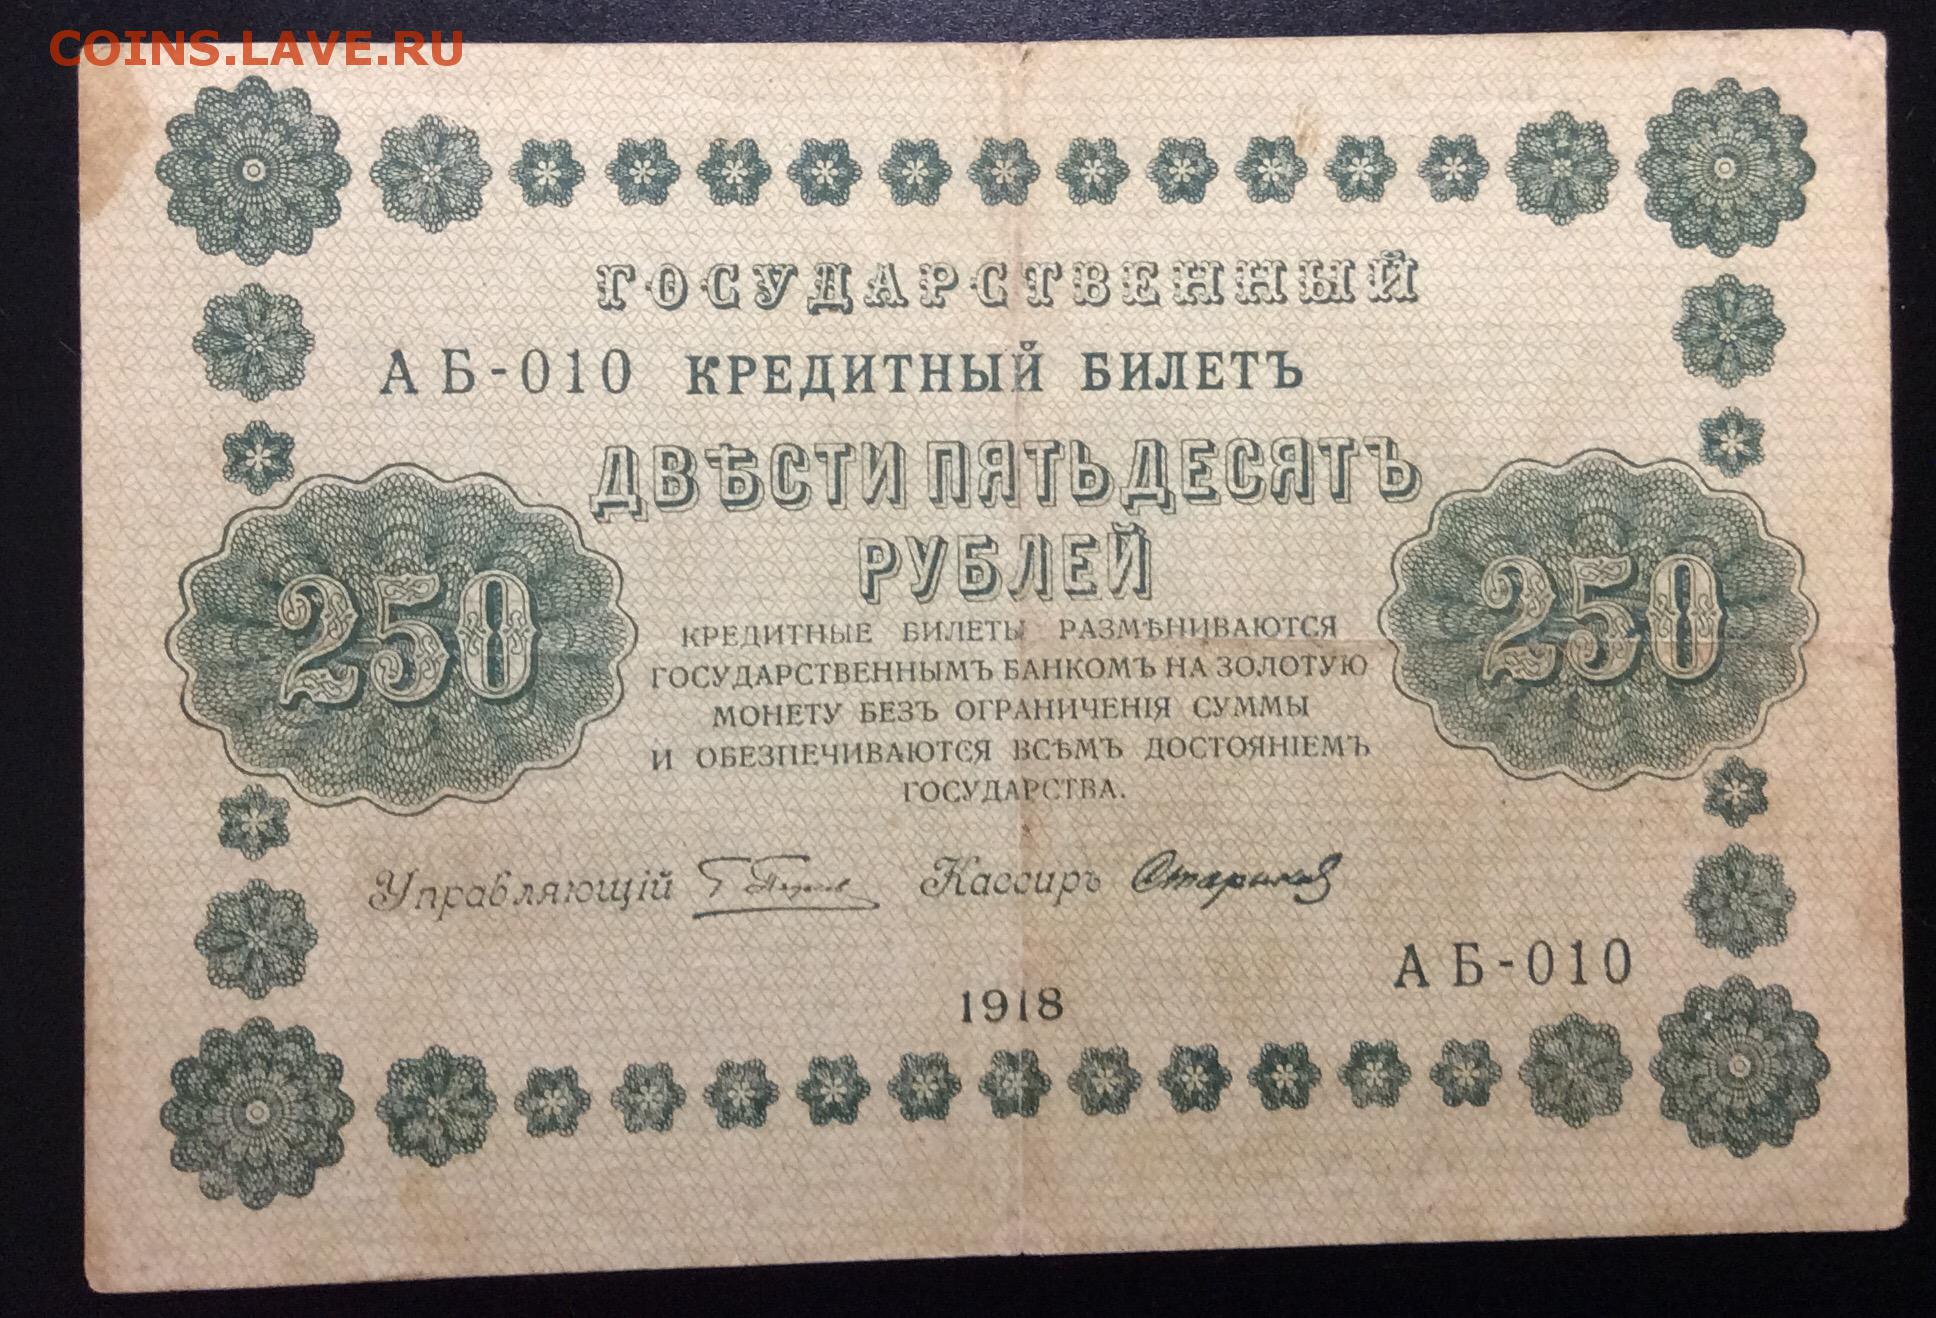 COINS.LAVE.RU
ГОСУДАРСТВЕННЫЙ
АБ-010 КРЕДИТНЫЙ БИЛЕТЪ
ДВѢСТИ ПЯТЬДЕСЯТЪ
РУБЛЕЙ
250
250
КРЕДИТНЫЕ БИЛЕТЫ РАЗМѢНИВАЮТСЯ
ГОСУДАРСТВЕННЫМЪ БАНКОМЪ НА ЗОЛОТУЮ
МОНЕТУ БЕЗЪ ОГРАНИЧЕНІЯ СУММЫ
И ОБЕЗПЕЧИВАЮТСЯ ВСѢМЪ ДОСТОЯНІЕМЪ
ГОСУДАРСТВА.
Управляющій Кассиръ Стариков
АБ-010
1918